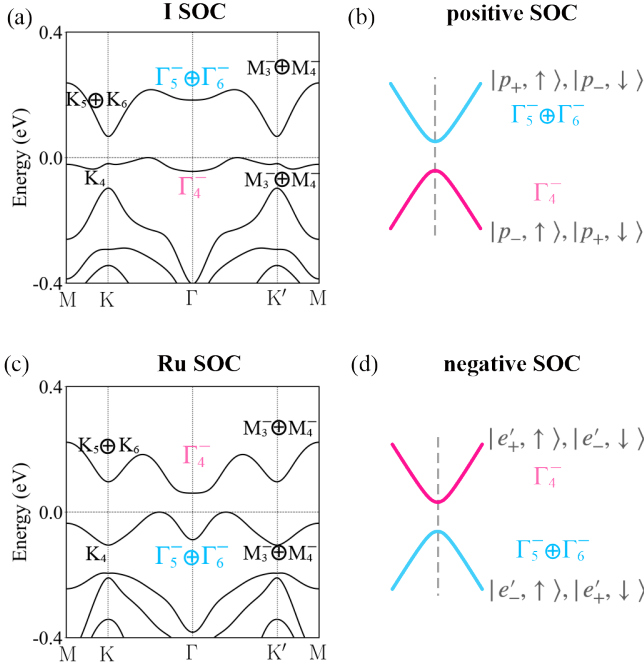 (a) I SOC
0.4
Γ₅⁻⊕Γ₆⁻
M₃⁻⊕M₄⁻
K₅⊕K₆
Energy (eV)
0.0
K₄
Γ₄⁻
M₃⁻⊕M₄⁻
-0.4
M K Γ K′ M
(b) positive SOC
|p₊, ↑ ⟩, |p₋, ↓ ⟩
Γ₅⁻⊕Γ₆⁻
Γ₄⁻
|p₋, ↑ ⟩, |p₊, ↓ ⟩
(c) Ru SOC
0.4
K₅⊕K₆
Γ₄⁻
M₃⁻⊕M₄⁻
Energy (eV)
0.0
K₄
Γ₅⁻⊕Γ₆⁻
M₃⁻⊕M₄⁻
-0.4
M K Γ K′ M
(d) negative SOC
|e′₊, ↑ ⟩, |e′₋, ↓ ⟩
Γ₄⁻
Γ₅⁻⊕Γ₆⁻
|e′₋, ↑ ⟩, |e′₊, ↓ ⟩